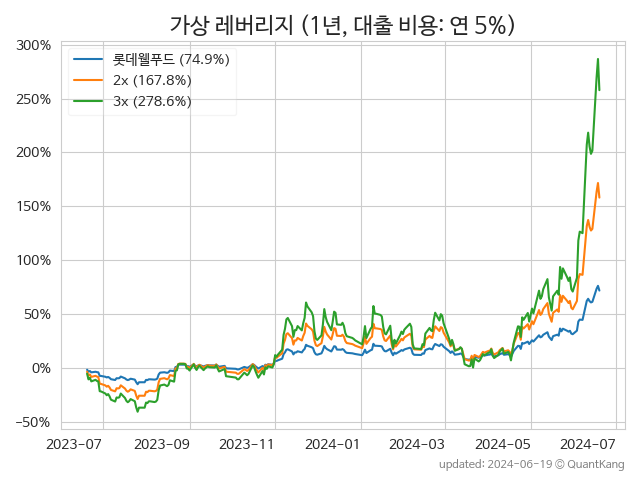 가상 레버리지 (1년, 대출 비용: 연 5%)
300%
250%
200%
150%
100%
50%
0%
−50%
롯데웰푸드 (74.9%)
2x (167.8%)
3x (278.6%)
2023-07 2023-09 2023-11 2024-01 2024-03 2024-05 2024-07
updated: 2024-06-19 © QuantKang